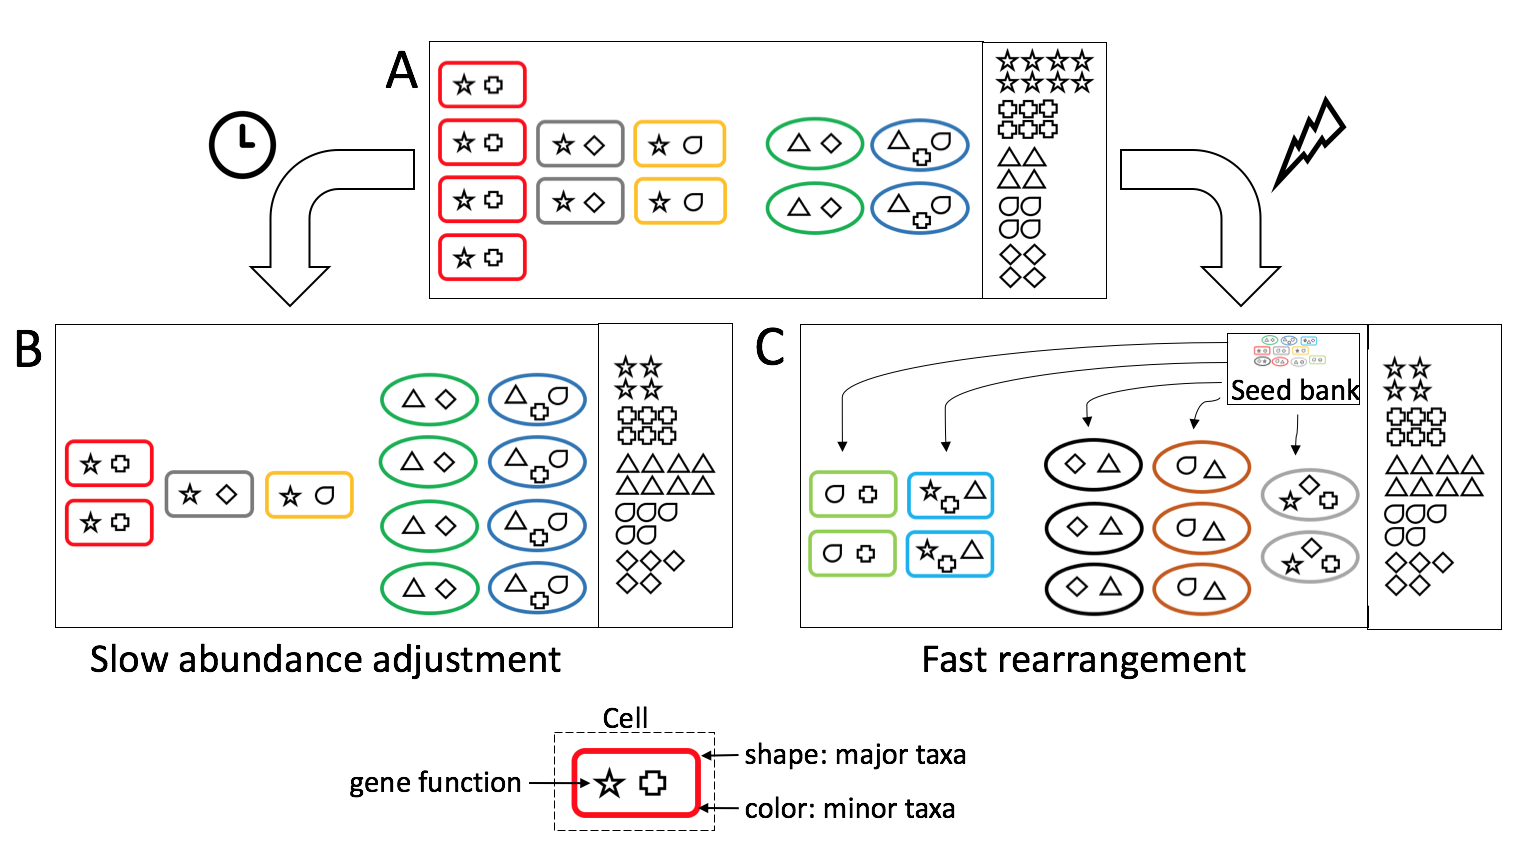 A
B
C
Seed bank
Slow abundance adjustment
Fast rearrangement
Cell
shape: major taxa
gene function
color: minor taxa